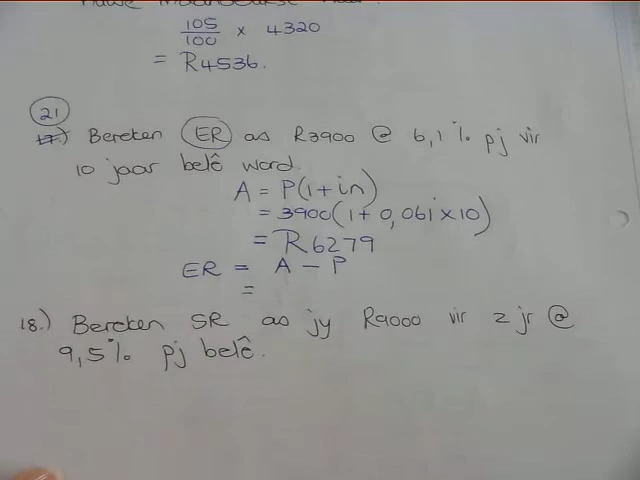 105/100 × 4320
= R4536.
21
17.) Bereken ER as R3900 @ 6,1% pj vir
10 jaar belê word.
A = P(1+in)
= 3900(1+0,061×10)
= R6279
ER = A − P
=
18.) Bereken SR as jy R9000 vir 2 jr @
9,5% pj belê.